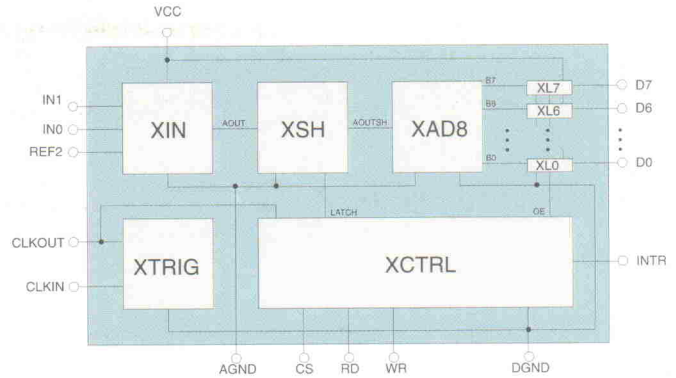 VCC
IN1
IN0
REF2
XIN
AOUT
XSH
AOUTSH
XAD8
B7
XL7
D7
B6
XL6
D6
B0
XL0
D0
LATCH
OE
CLKOUT
CLKIN
XTRIG
XCTRL
INTR
AGND
CS
RD
WR
DGND